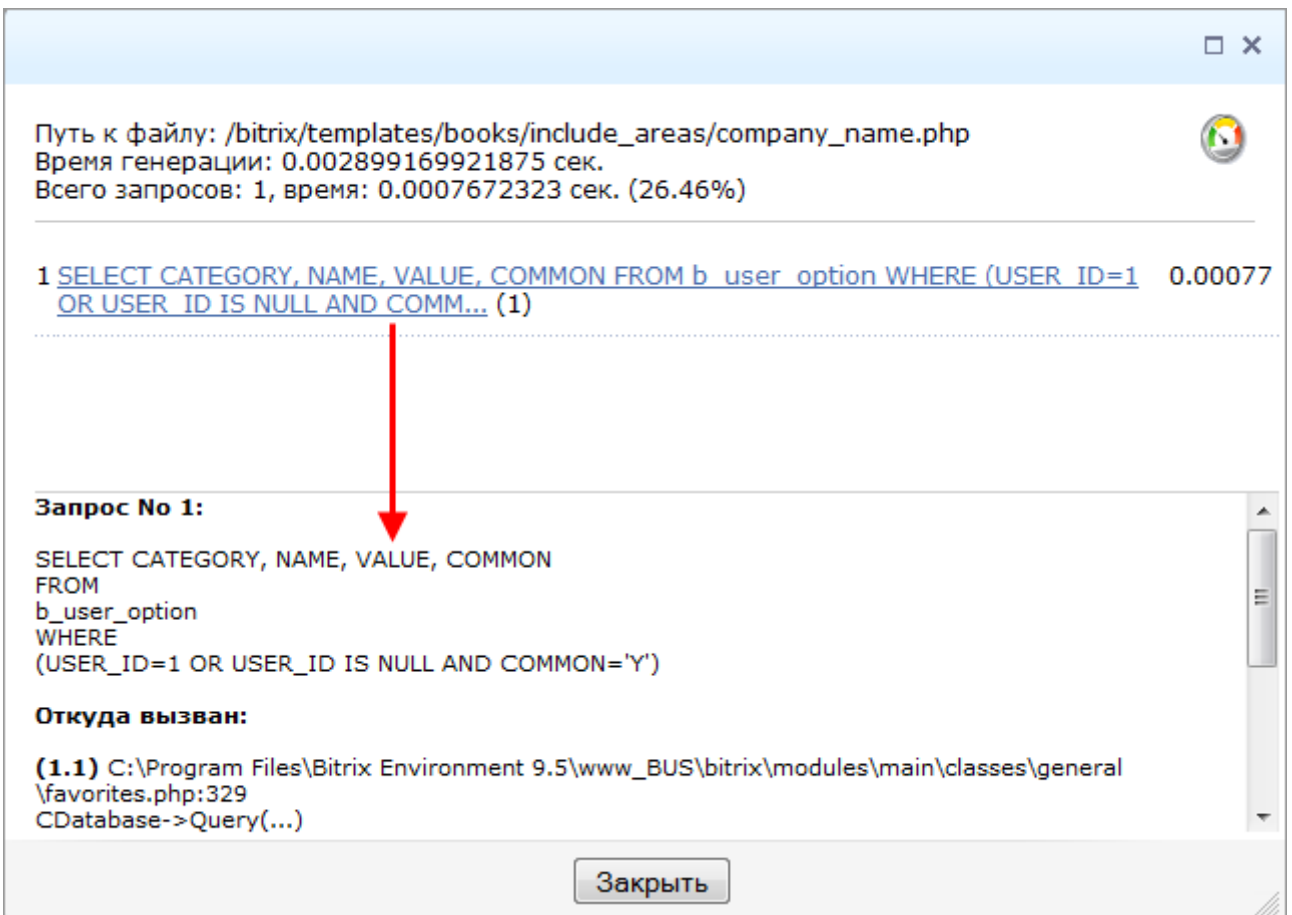 Путь к файлу: /bitrix/templates/books/include_areas/company_name.php
Время генерации: 0.002899169921875 сек.
Всего запросов: 1, время: 0.0007672323 сек. (26.46%)
1 SELECT CATEGORY, NAME, VALUE, COMMON FROM b_user_option WHERE (USER_ID=1 0.00077
OR USER_ID IS NULL AND COMM... (1)
Запрос No 1:
SELECT CATEGORY, NAME, VALUE, COMMON
FROM
b_user_option
WHERE
(USER_ID=1 OR USER_ID IS NULL AND COMMON='Y')
Откуда вызван:
(1.1) C:\Program Files\Bitrix Environment 9.5\www_BUS\bitrix\modules\main\classes\general
\favorites.php:329
CDatabase->Query(...)
Закрыть